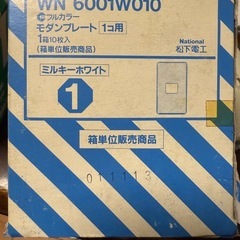 WN 6001W010
フルカラー
モダンプレート 1コ用
1箱10枚入
(箱単位販売商品)
National
松下電工
ミルキーホワイト
1
箱単位販売商品
011113